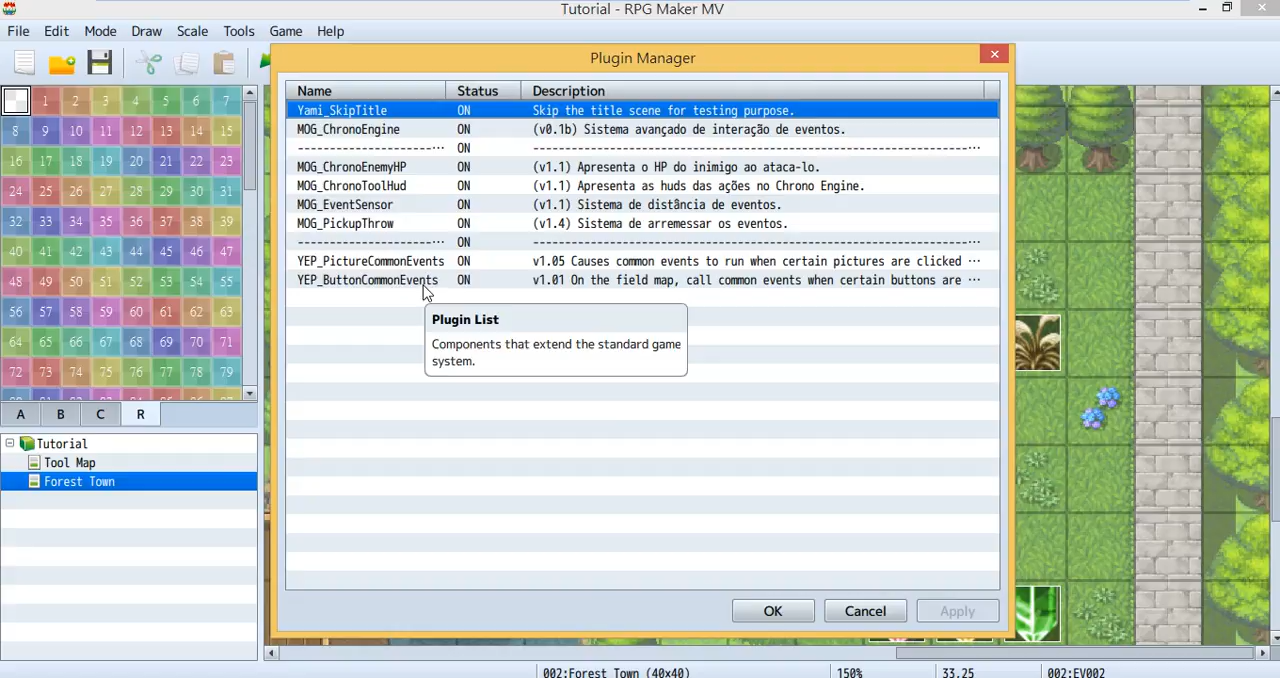 Tutorial - RPG Maker MV
File Edit Mode Draw Scale Tools Game Help
Plugin Manager
Name Status Description
Yami_SkipTitle ON Skip the title scene for testing purpose.
MOG_ChronoEngine ON (v0.1b) Sistema avançado de interação de eventos.
---------------------··· ON ---------------------------------------------------------------···
MOG_ChronoEnemyHP ON (v1.1) Apresenta o HP do inimigo ao ataca-lo.
MOG_ChronoToolHud ON (v1.1) Apresenta as huds das ações no Chrono Engine.
MOG_EventSensor ON (v1.1) Sistema de distância de eventos.
MOG_PickupThrow ON (v1.4) Sistema de arremessar os eventos.
---------------------··· ON ---------------------------------------------------------------···
YEP_PictureCommonEvents ON v1.05 Causes common events to run when certain pictures are clicked ···
YEP_ButtonCommonEvents ON v1.01 On the field map, call common events when certain buttons are ···
Plugin List
Components that extend the standard game
system.
OK Cancel Apply
1 2 3 4 5 6 7
8 9 10 11 12 13 14 15
16 17 18 19 20 21 22 23
24 25 26 27 28 29 30 31
32 33 34 35 36 37 38 39
40 41 42 43 44 45 46 47
48 49 50 51 52 53 54 55
56 57 58 59 60 61 62 63
64 65 66 67 68 69 70 71
72 73 74 75 76 77 78 79
A B C R
Tutorial
Tool Map
Forest Town
002:Forest Town (40x40) 150% 33,25 002:EV002